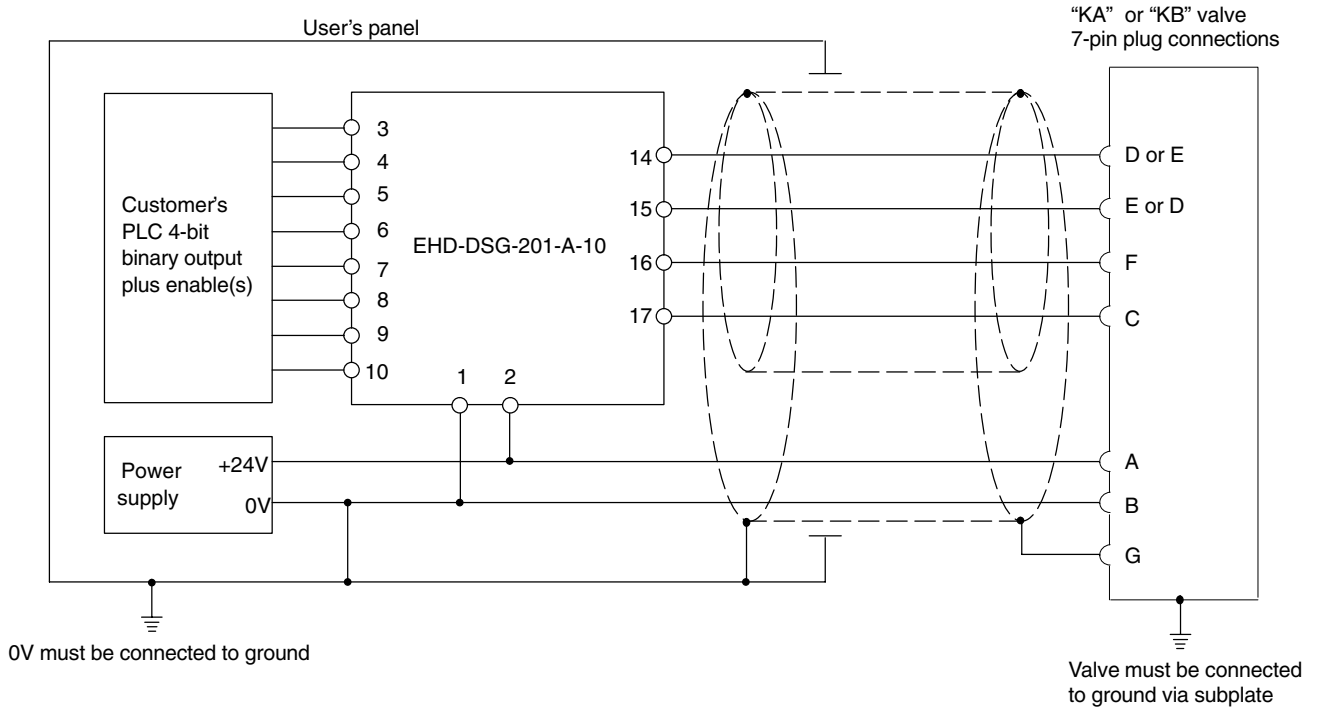 User's panel
“KA” or “KB” valve
7-pin plug connections
Customer's
PLC 4-bit
binary output
plus enable(s)
3
4
5
6
7
8
9
10
EHD-DSG-201-A-10
1 2
14
15
16
17
D or E
E or D
F
C
A
B
G
Power
supply
+24V
0V
0V must be connected to ground
Valve must be connected
to ground via subplate